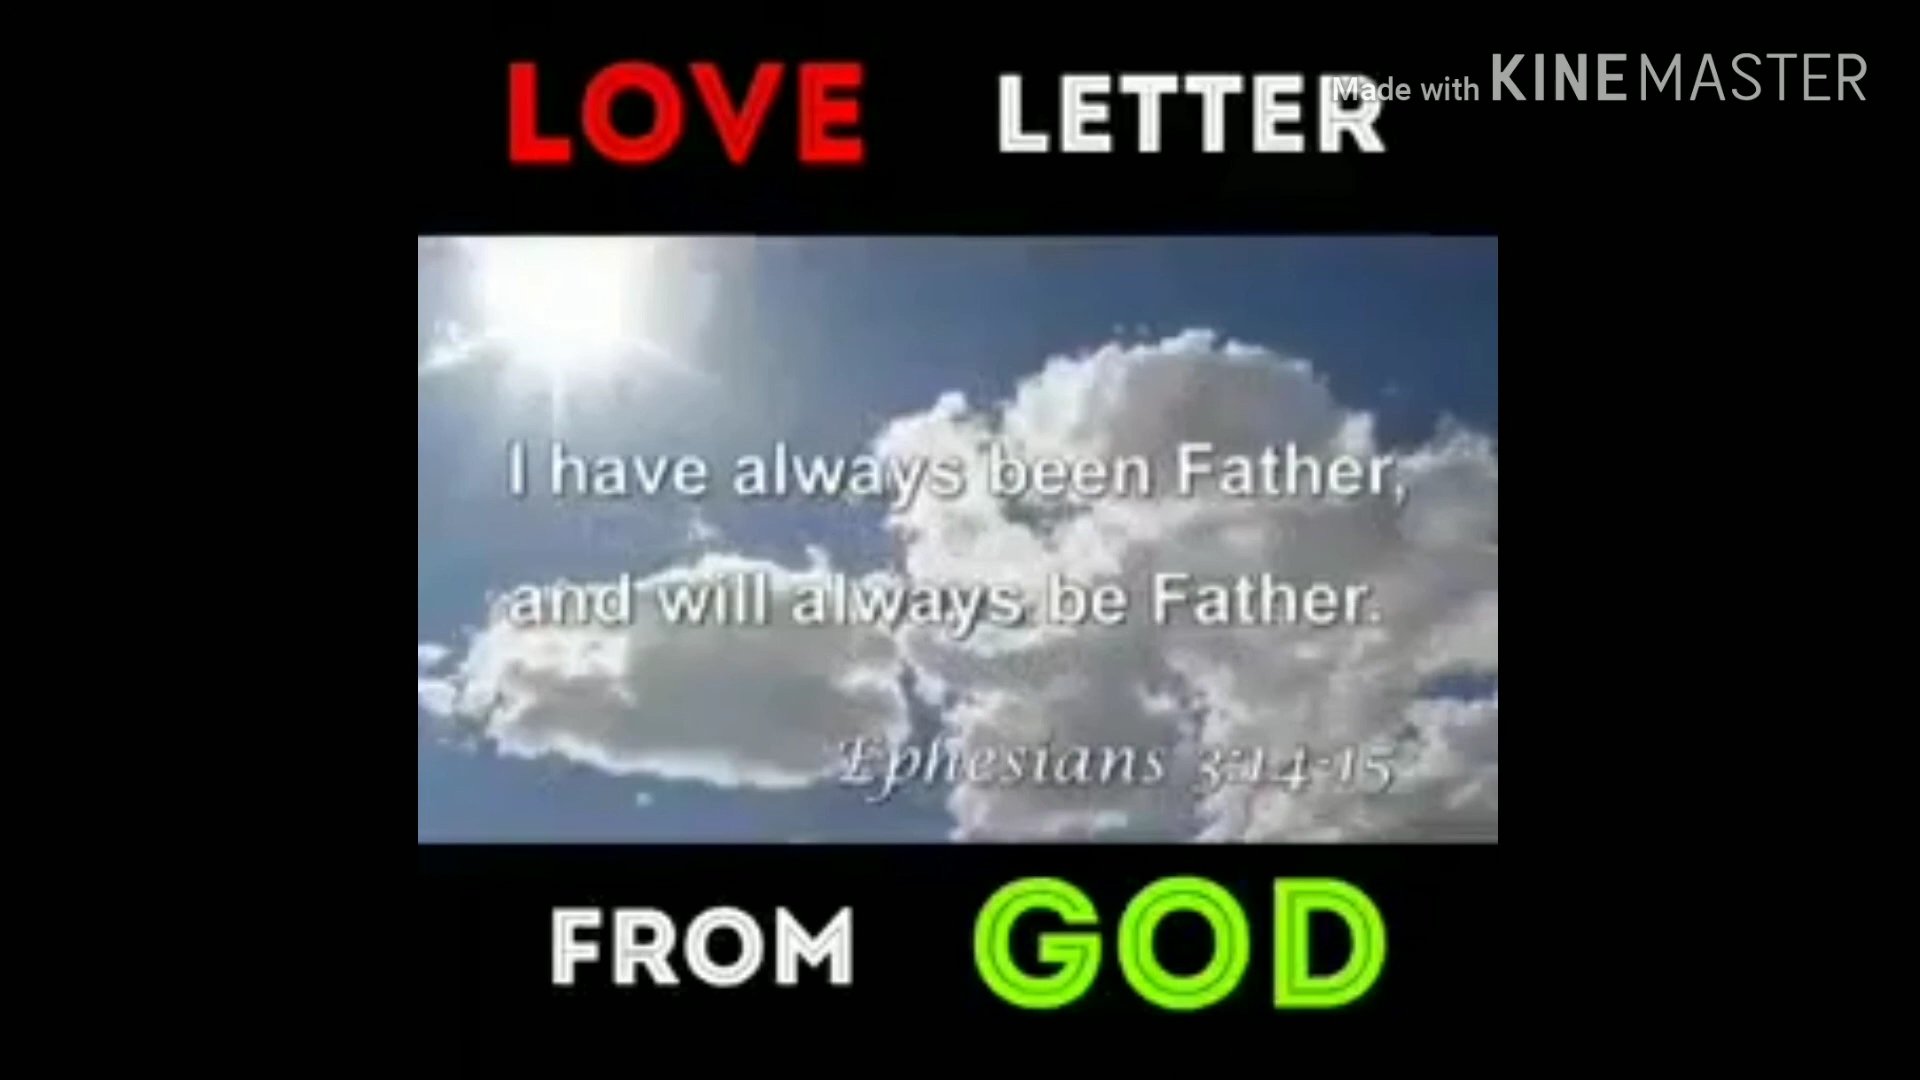 LOVE LETTER
Made with KINEMASTER
I have always been Father,
and will always be Father.
Ephesians 3:14-15
FROM GOD